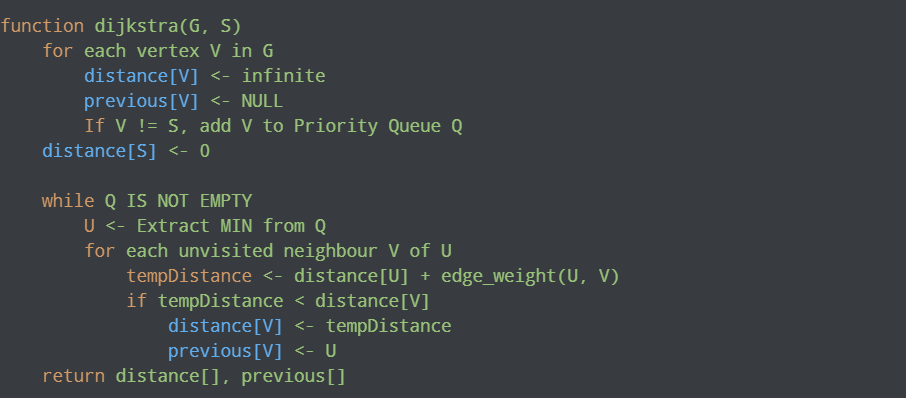 function dijkstra(G, S)
    for each vertex V in G
        distance[V] <- infinite
        previous[V] <- NULL
        If V != S, add V to Priority Queue Q
    distance[S] <- 0

    while Q IS NOT EMPTY
        U <- Extract MIN from Q
        for each unvisited neighbour V of U
            tempDistance <- distance[U] + edge_weight(U, V)
            if tempDistance < distance[V]
                distance[V] <- tempDistance
                previous[V] <- U
    return distance[], previous[]